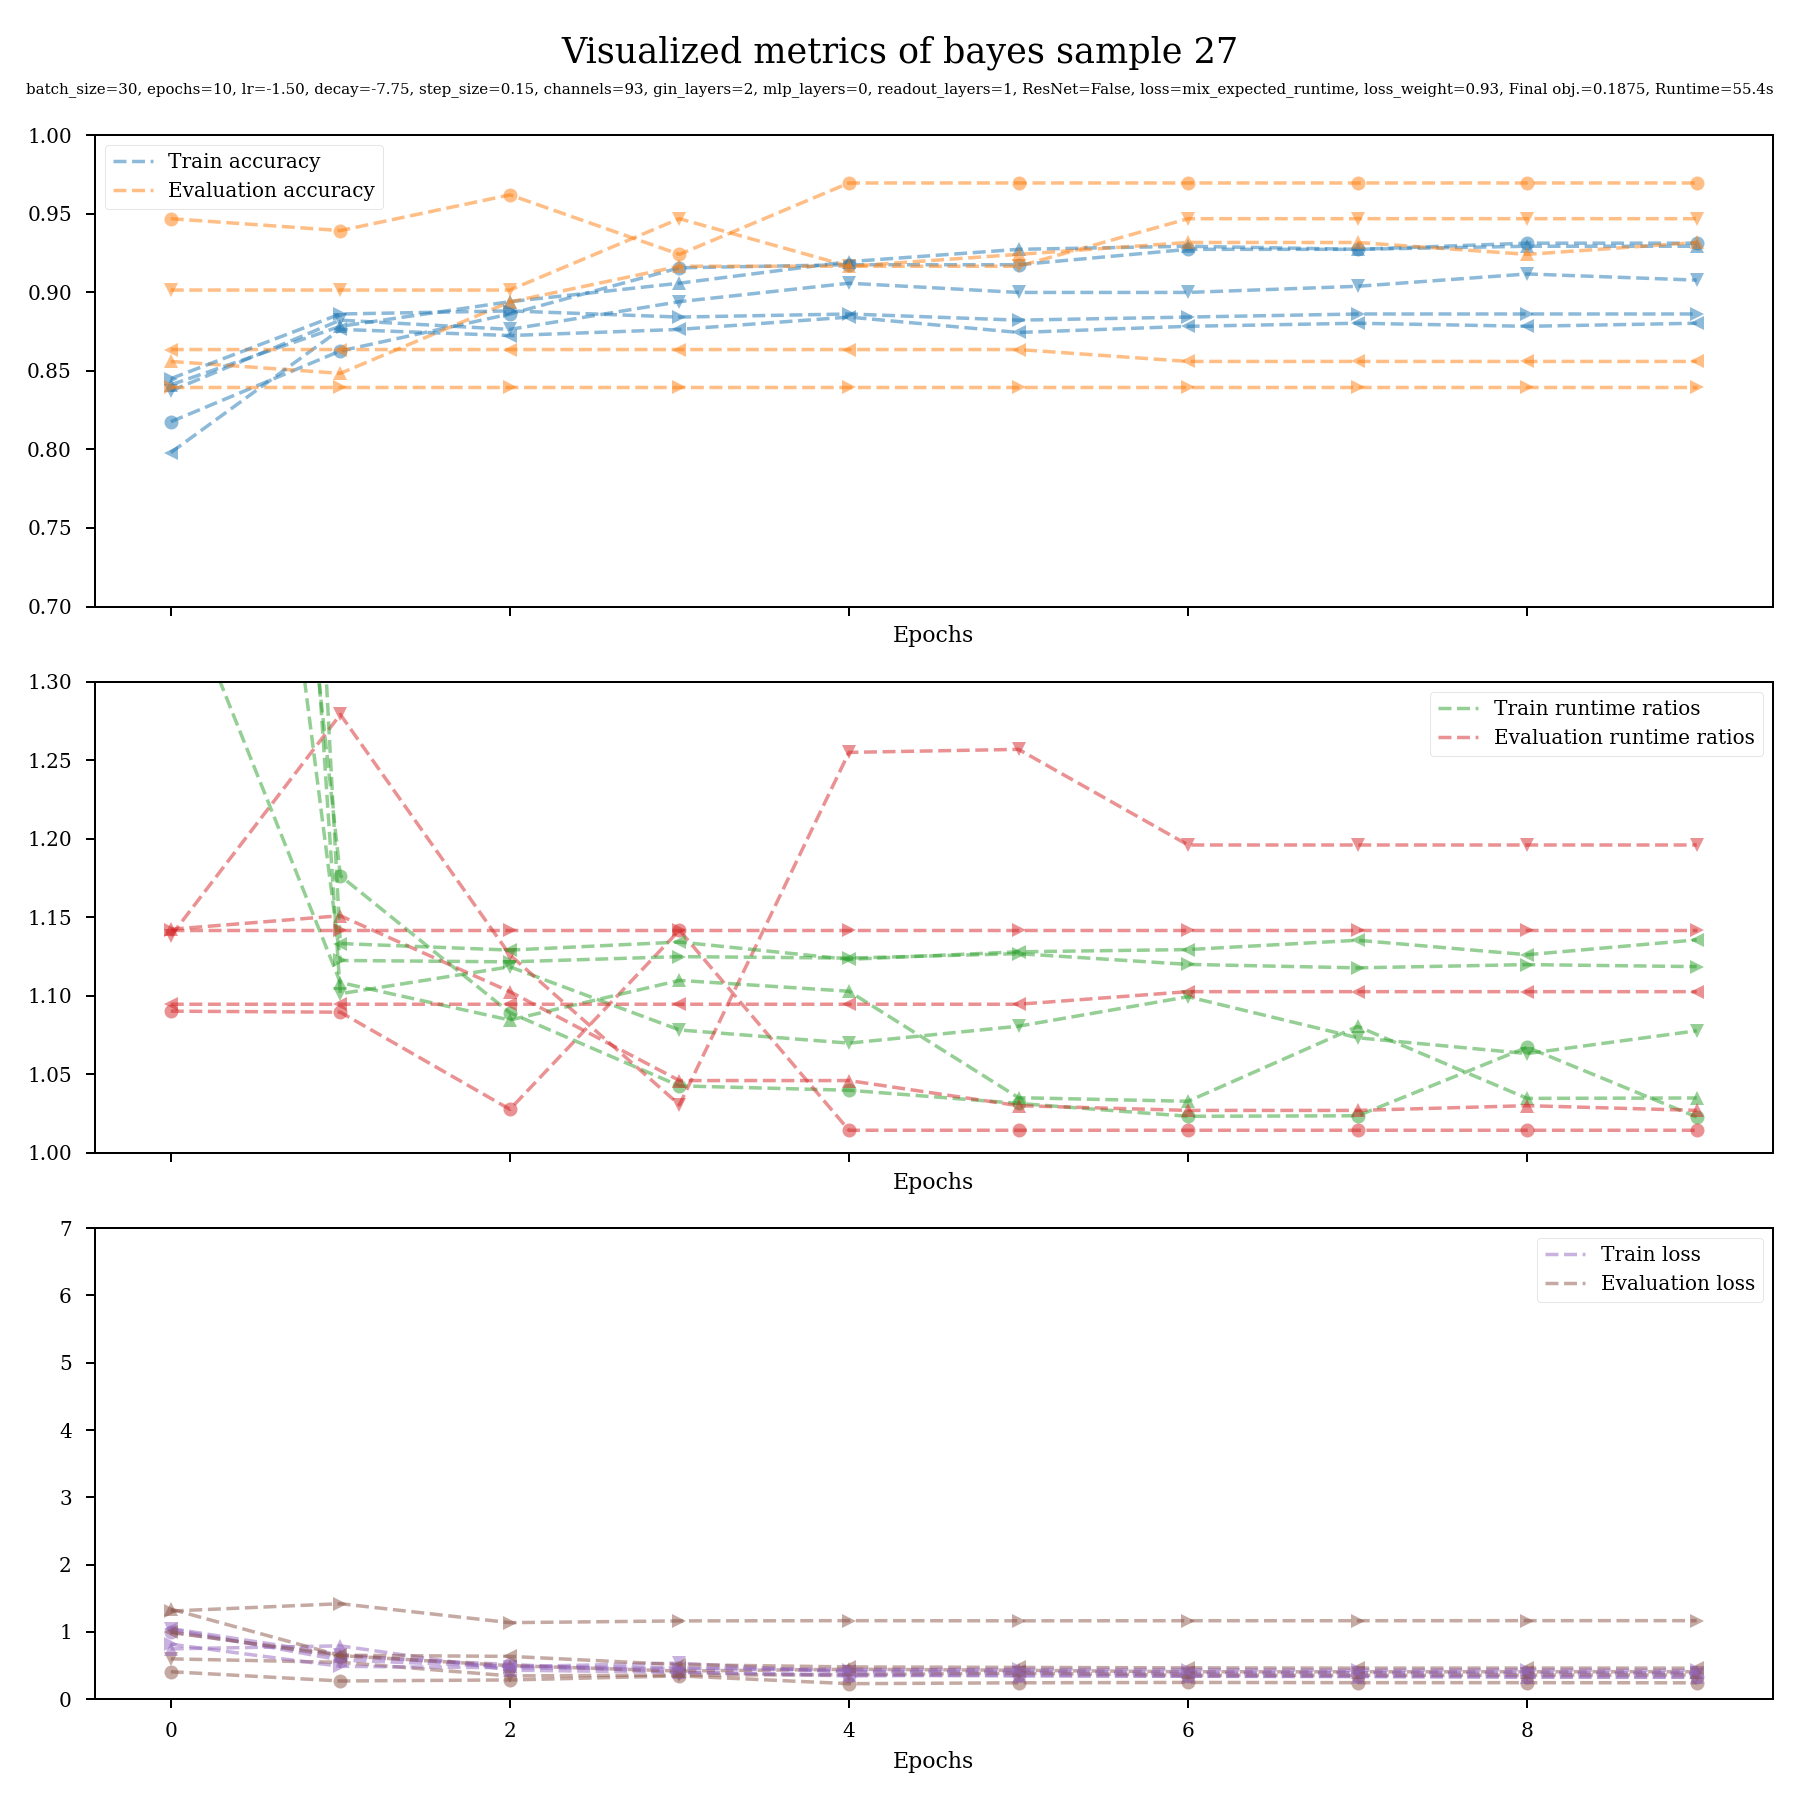 Visualized metrics of bayes sample 27
batch_size=30, epochs=10, lr=-1.50, decay=-7.75, step_size=0.15, channels=93, gin_layers=2, mlp_layers=0, readout_layers=1, ResNet=False, loss=mix_expected_runtime, loss_weight=0.93, Final obj.=0.1875, Runtime=55.4s
1.00
0.95
0.90
0.85
0.80
0.75
0.70
Train accuracy
Evaluation accuracy
Epochs
1.30
1.25
1.20
1.15
1.10
1.05
1.00
Train runtime ratios
Evaluation runtime ratios
Epochs
7
6
5
4
3
2
1
0
Train loss
Evaluation loss
0 2 4 6 8
Epochs